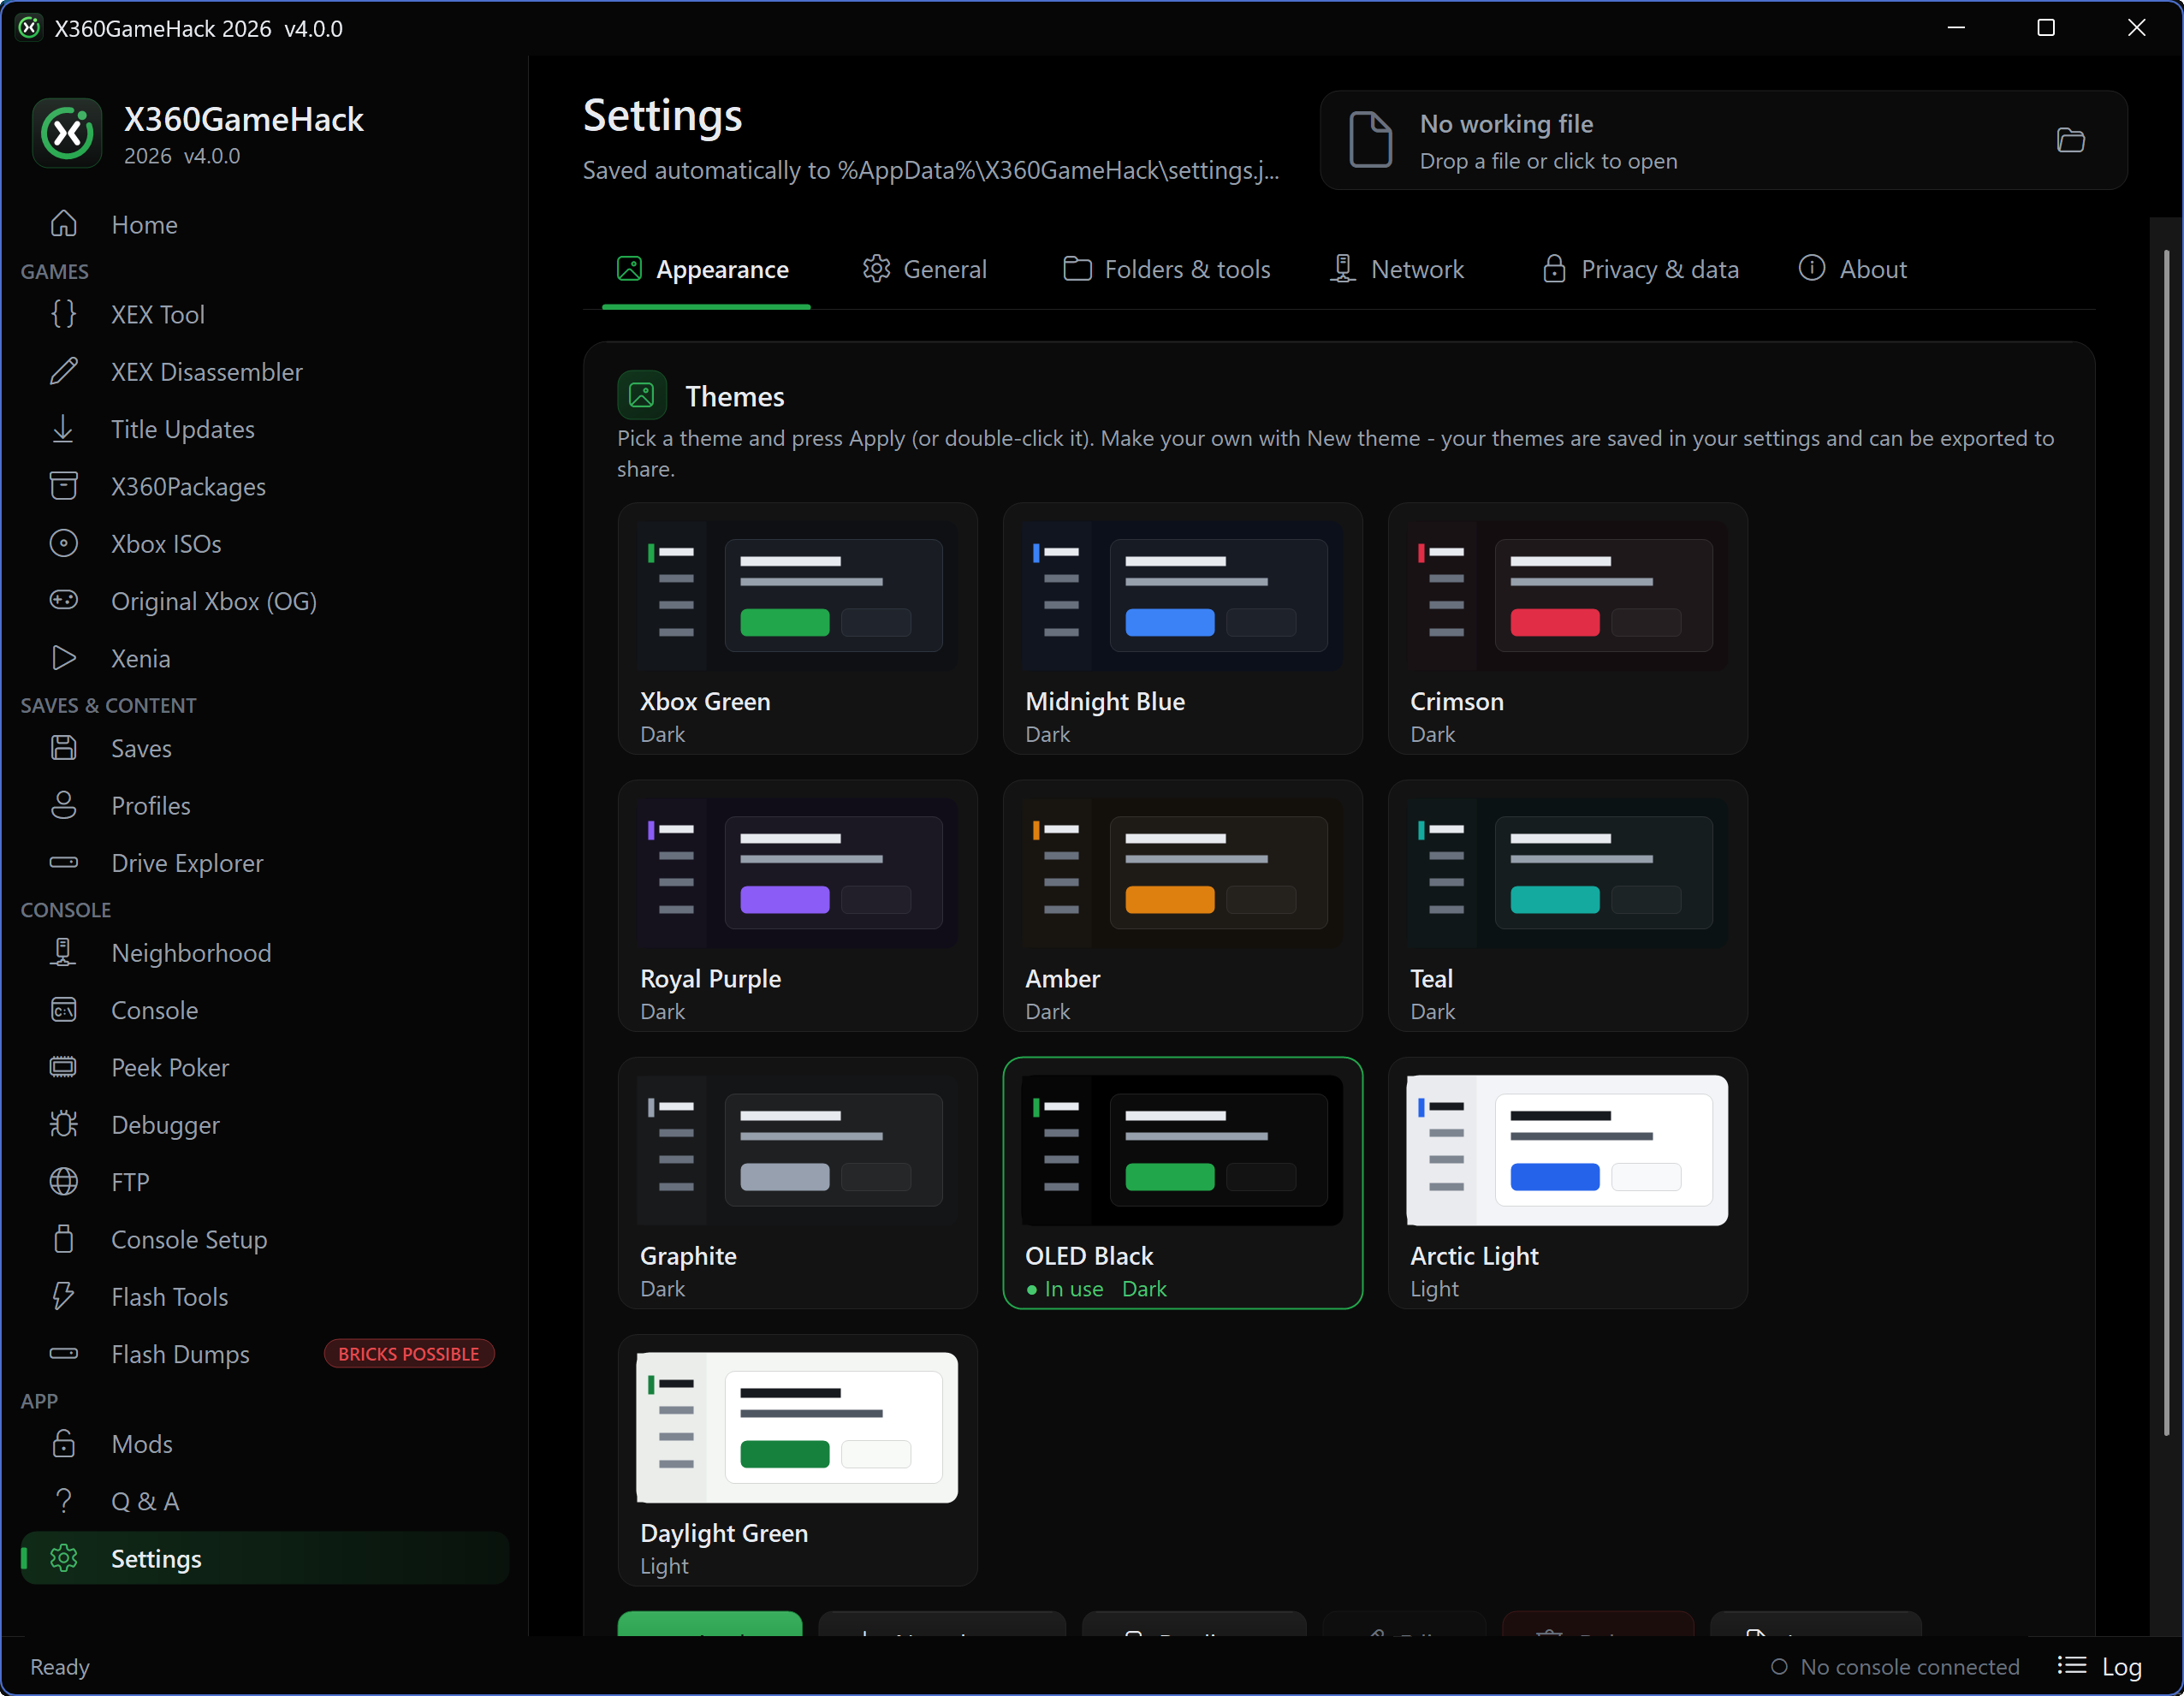 X360GameHack 2026 v4.0.0
X360GameHack
2026 v4.0.0
Home
GAMES
XEX Tool
XEX Disassembler
Title Updates
X360Packages
Xbox ISOs
Original Xbox (OG)
Xenia
SAVES & CONTENT
Saves
Profiles
Drive Explorer
CONSOLE
Neighborhood
Console
Peek Poker
Debugger
FTP
Console Setup
Flash Tools
Flash Dumps
BRICKS POSSIBLE
APP
Mods
Q & A
Settings
Settings
Saved automatically to %AppData%\X360GameHack\settings.j...
No working file
Drop a file or click to open
Appearance
General
Folders & tools
Network
Privacy & data
About
Themes
Pick a theme and press Apply (or double-click it). Make your own with New theme - your themes are saved in your settings and can be exported to
share.
Xbox Green
Dark
Midnight Blue
Dark
Crimson
Dark
Royal Purple
Dark
Amber
Dark
Teal
Dark
Graphite
Dark
OLED Black
● In use Dark
Arctic Light
Light
Daylight Green
Light
Ready
No console connected
Log